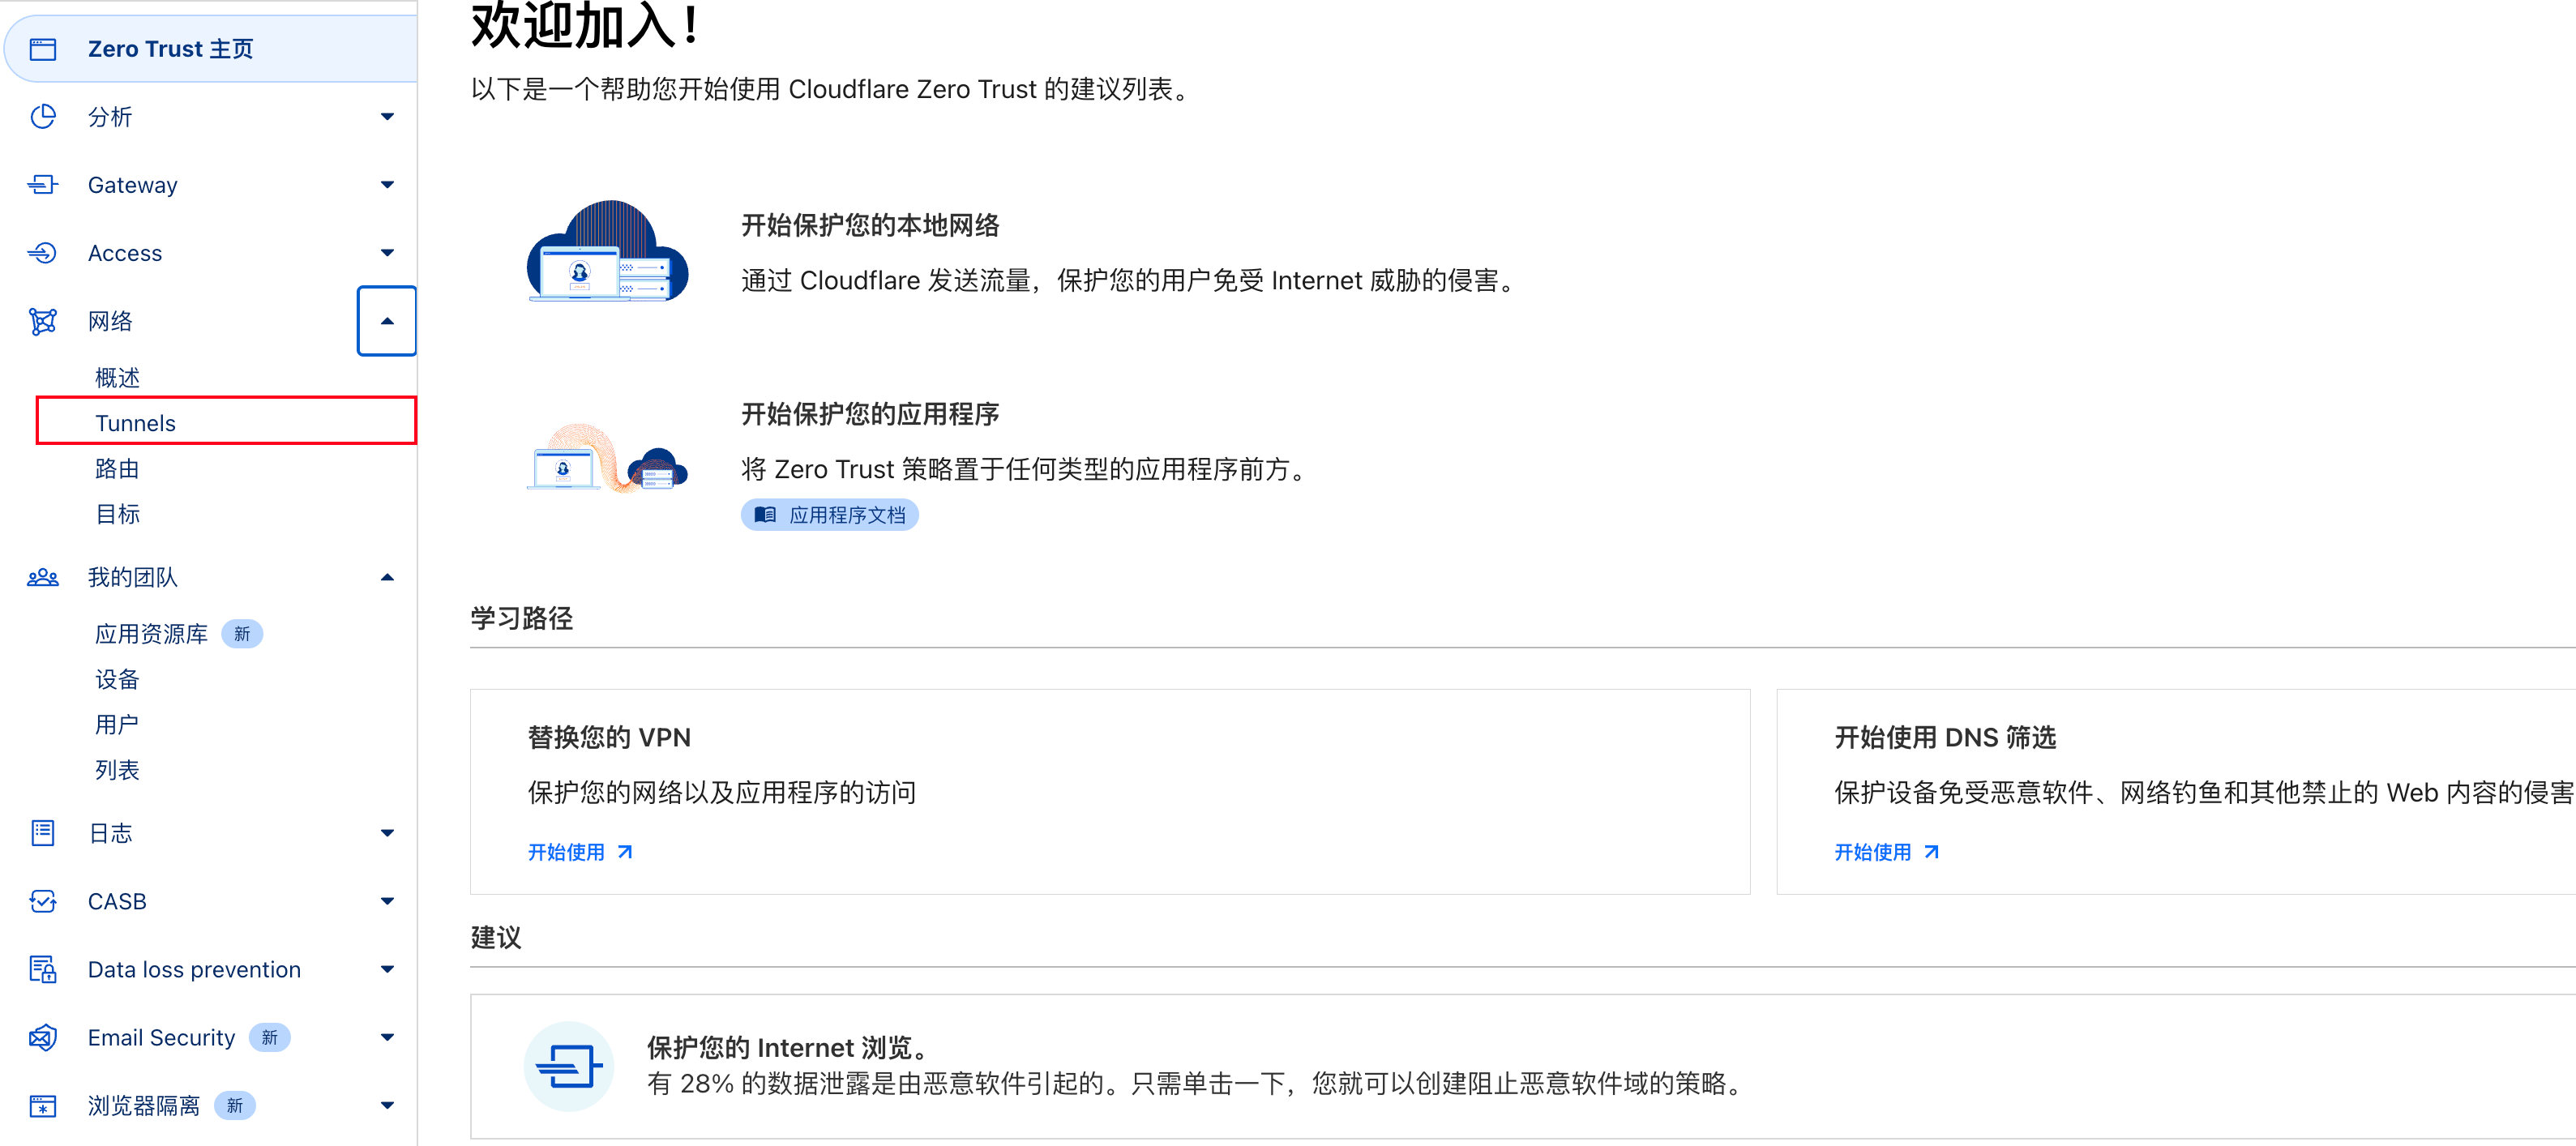 Zero Trust 主页
分析
Gateway
Access
网络
概述
Tunnels
路由
目标
我的团队
应用资源库 新
设备
用户
列表
日志
CASB
Data loss prevention
Email Security 新
浏览器隔离 新
欢迎加入！
以下是一个帮助您开始使用 Cloudflare Zero Trust 的建议列表。
开始保护您的本地网络
通过 Cloudflare 发送流量，保护您的用户免受 Internet 威胁的侵害。
开始保护您的应用程序
将 Zero Trust 策略置于任何类型的应用程序前方。
应用程序文档
学习路径
替换您的 VPN
保护您的网络以及应用程序的访问
开始使用
开始使用 DNS 筛选
保护设备免受恶意软件、网络钓鱼和其他禁止的 Web 内容的侵害
开始使用
建议
保护您的 Internet 浏览。
有 28% 的数据泄露是由恶意软件引起的。只需单击一下，您就可以创建阻止恶意软件域的策略。